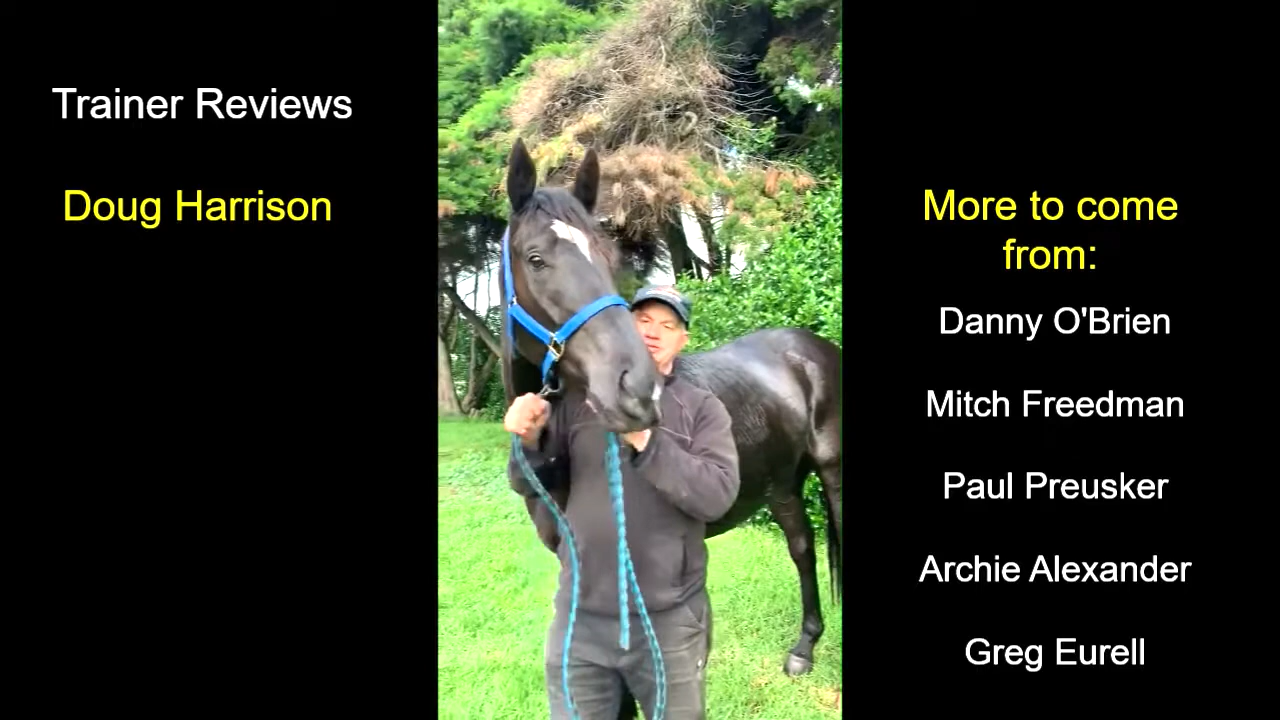 Trainer Reviews
Doug Harrison
More to come
from:
Danny O'Brien
Mitch Freedman
Paul Preusker
Archie Alexander
Greg Eurell